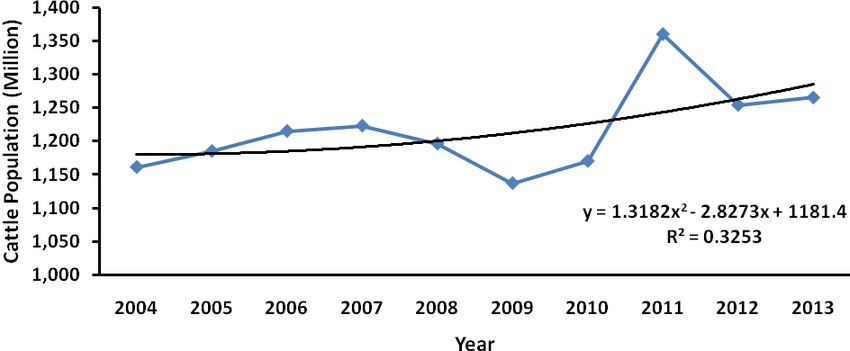 Cattle Population (Million)
1,400
1,350
1,300
1,250
1,200
1,150
1,100
1,050
1,000
y = 1.3182x² - 2.8273x + 1181.4
R² = 0.3253
2004 2005 2006 2007 2008 2009 2010 2011 2012 2013
Year